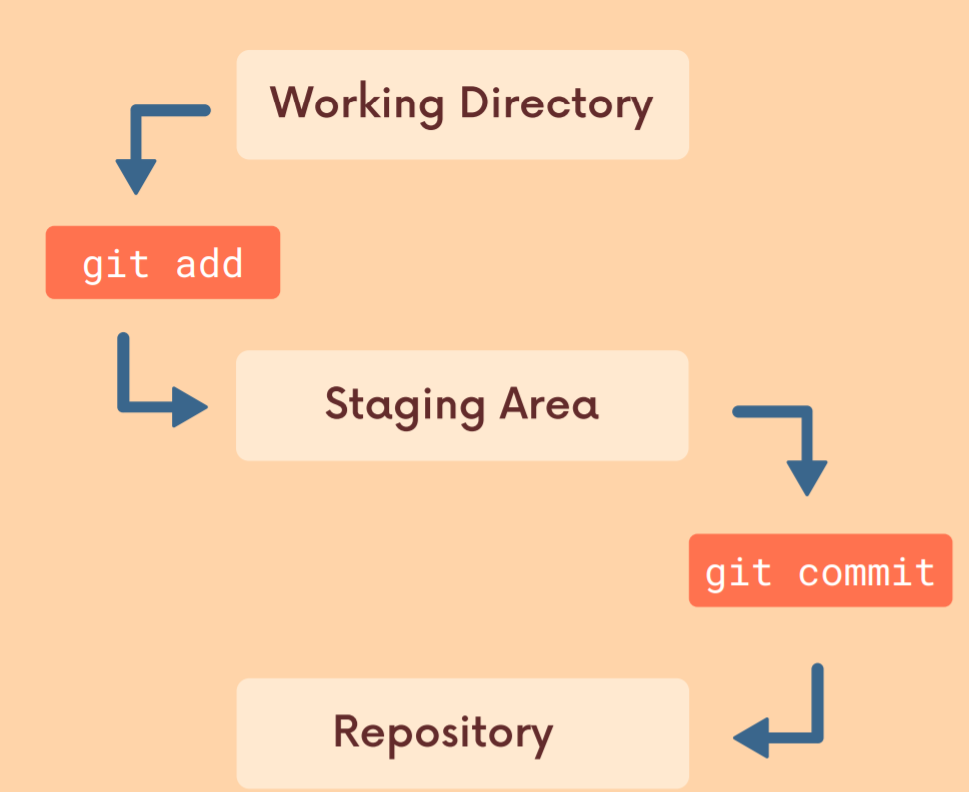 Working Directory
git add
Staging Area
git commit
Repository